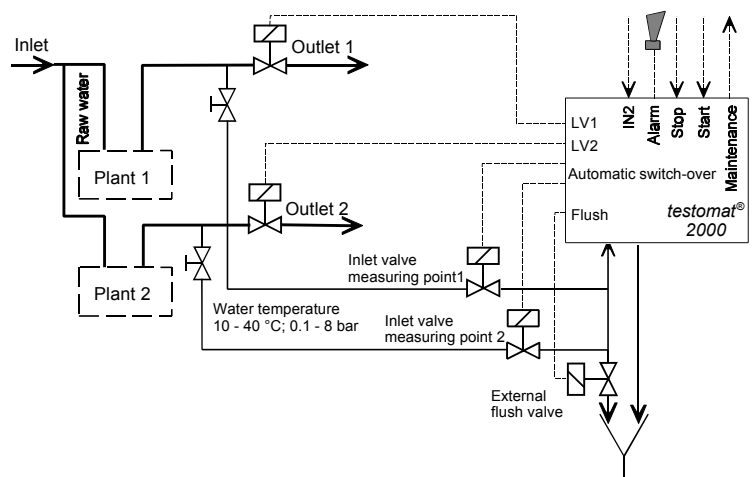 Inlet
Outlet 1
Raw water
Plant 1
Outlet 2
Plant 2
Inlet valve
measuring point1
Water temperature
10 - 40 °C; 0.1 - 8 bar
Inlet valve
measuring point 2
External
flush valve
IN2
Alarm
Stop
Start
Maintenance
LV1
LV2
Automatic switch-over
Flush
testomat®
2000